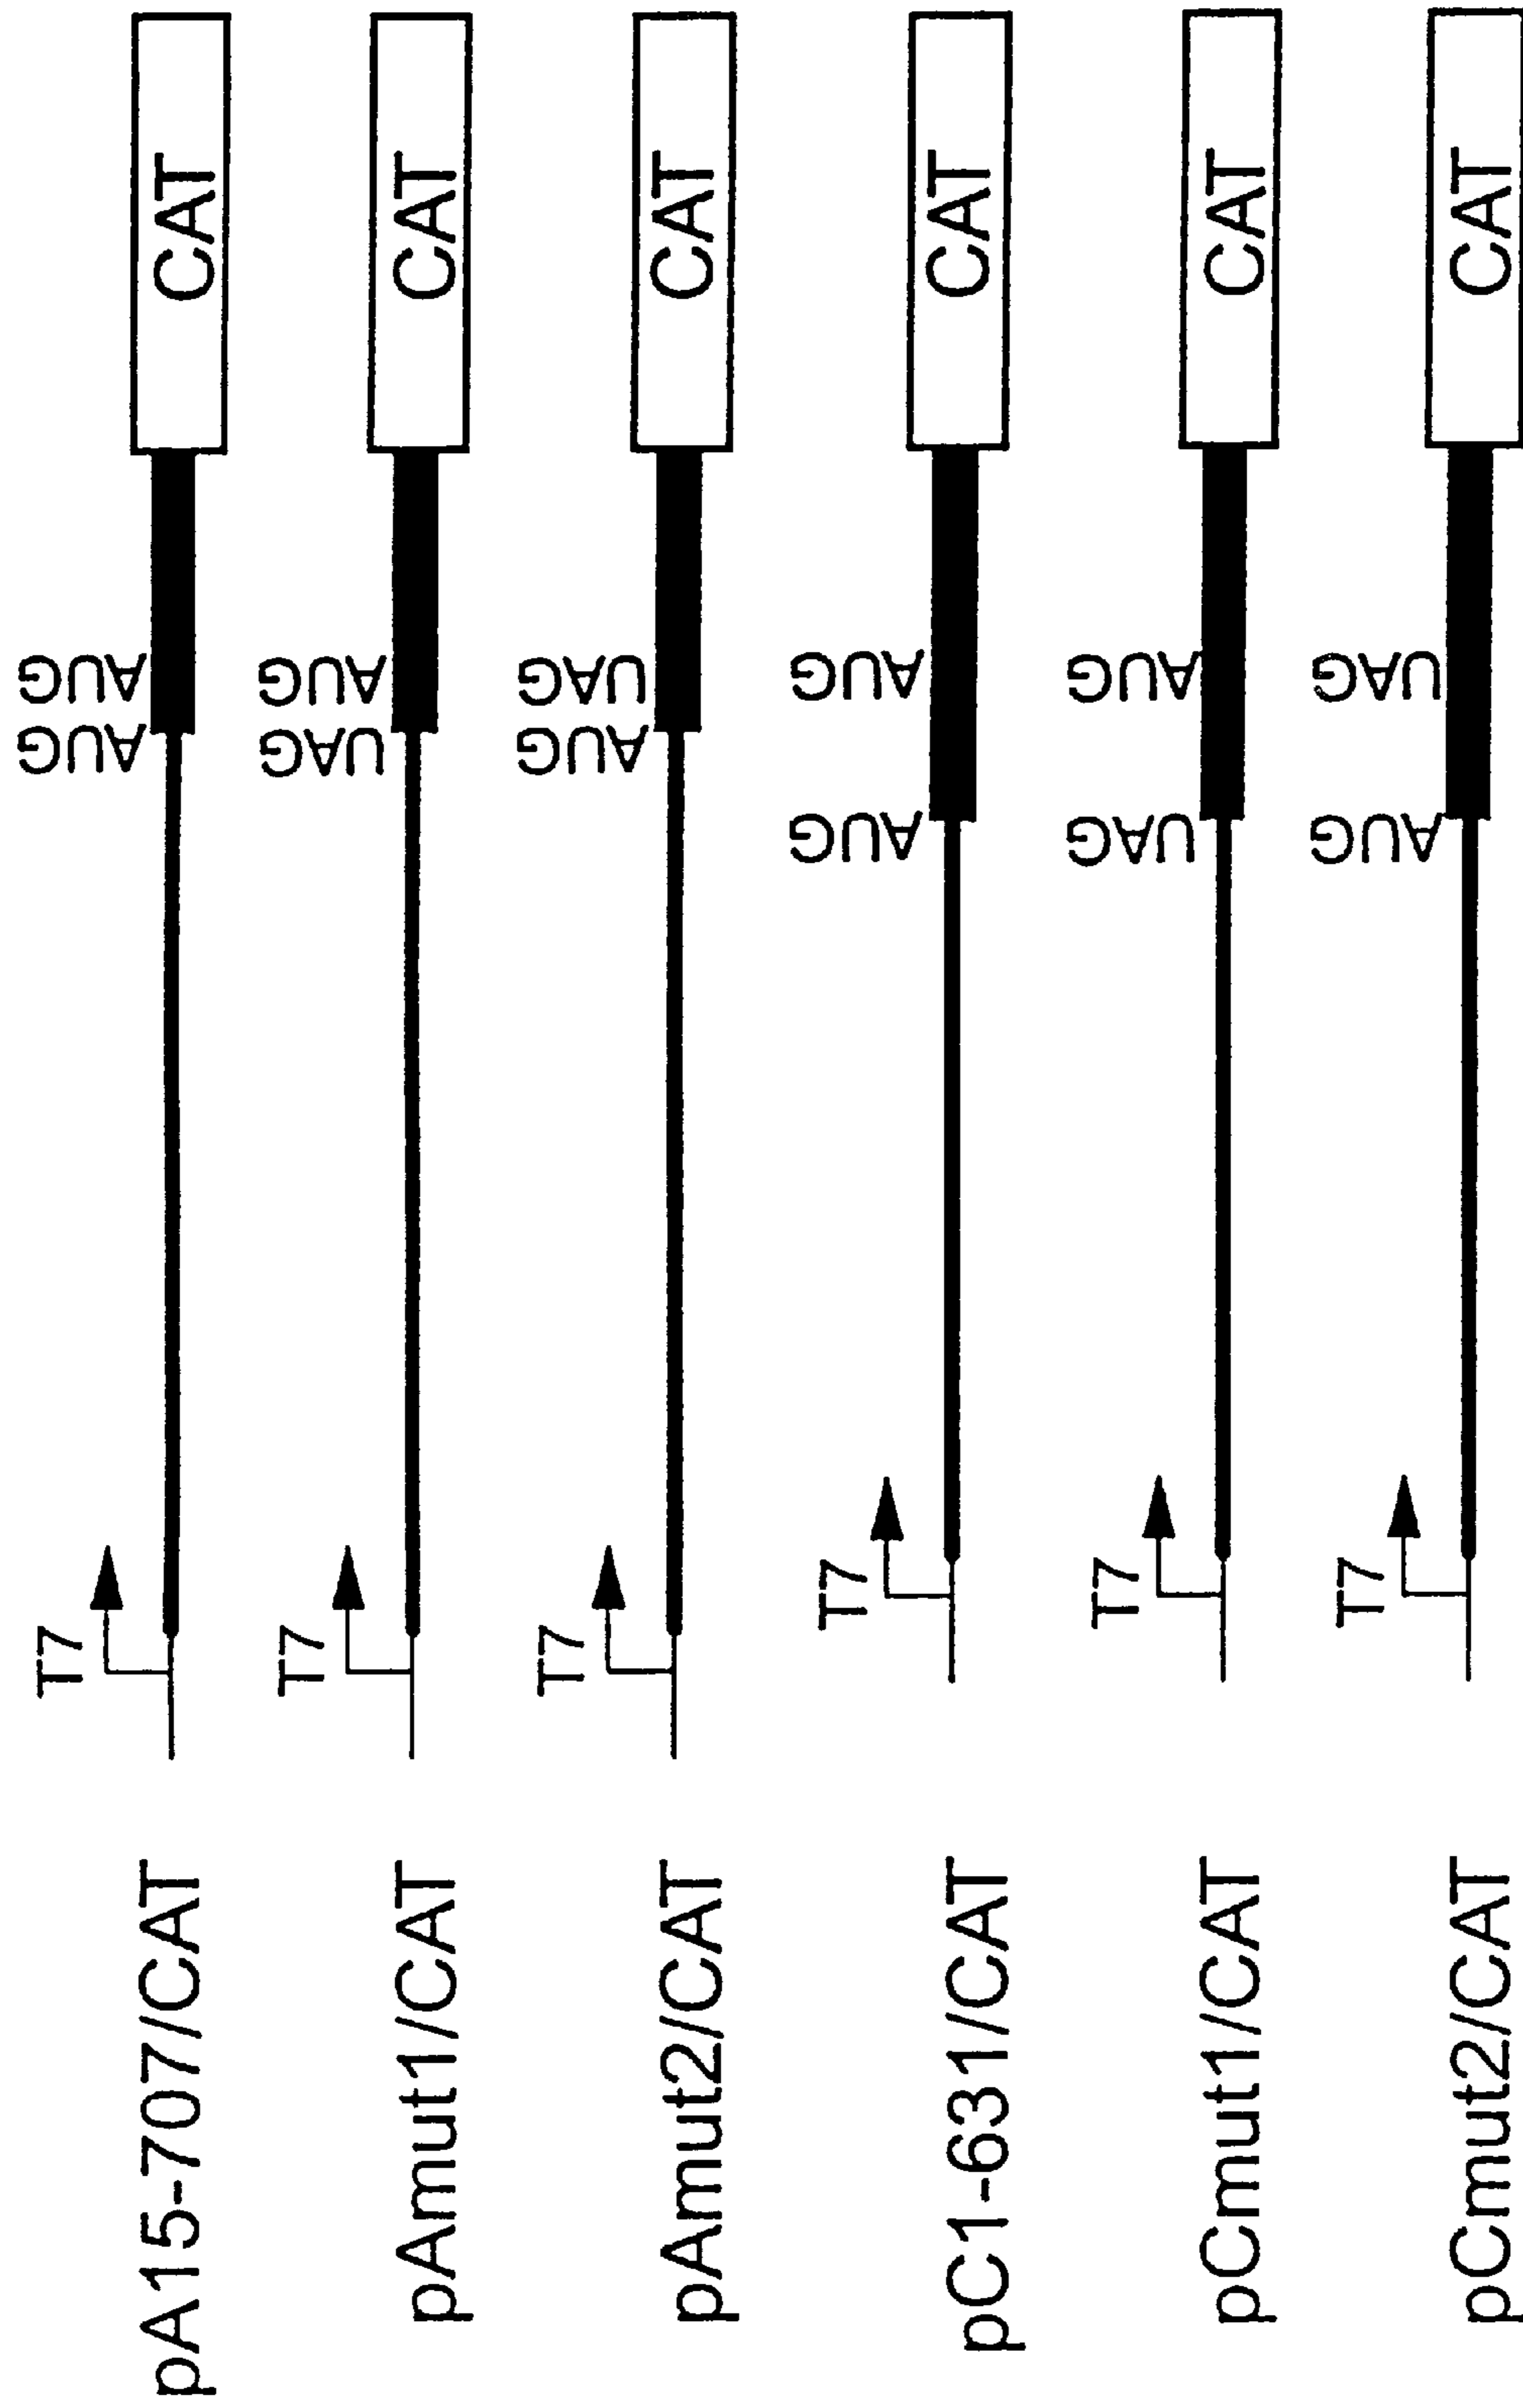 pA15-707/CAT
T7
AUG
AUG
CAT
pAmut1/CAT
T7
UAG
AUG
CAT
pAmut2/CAT
T7
AUG
UAG
CAT
pC1-631/CAT
T7
AUG
AUG
CAT
pCmut1/CAT
T7
UAG
AUG
CAT
pCmut2/CAT
T7
AUG
UAG
CAT